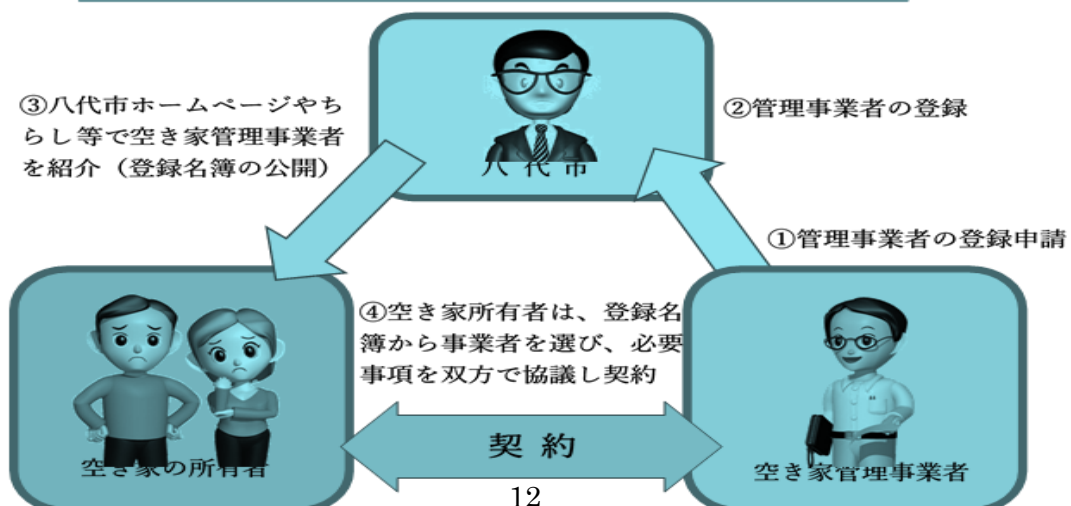 ③八代市ホームページやち
らし等で空き家管理事業者
を紹介（登録名簿の公開）
八代市
②管理事業者の登録
①管理事業者の登録申請
④空き家所有者は、登録名
簿から事業者を選び、必要
事項を双方で協議し契約
空き家の所有者
契約
空き家管理事業者
12